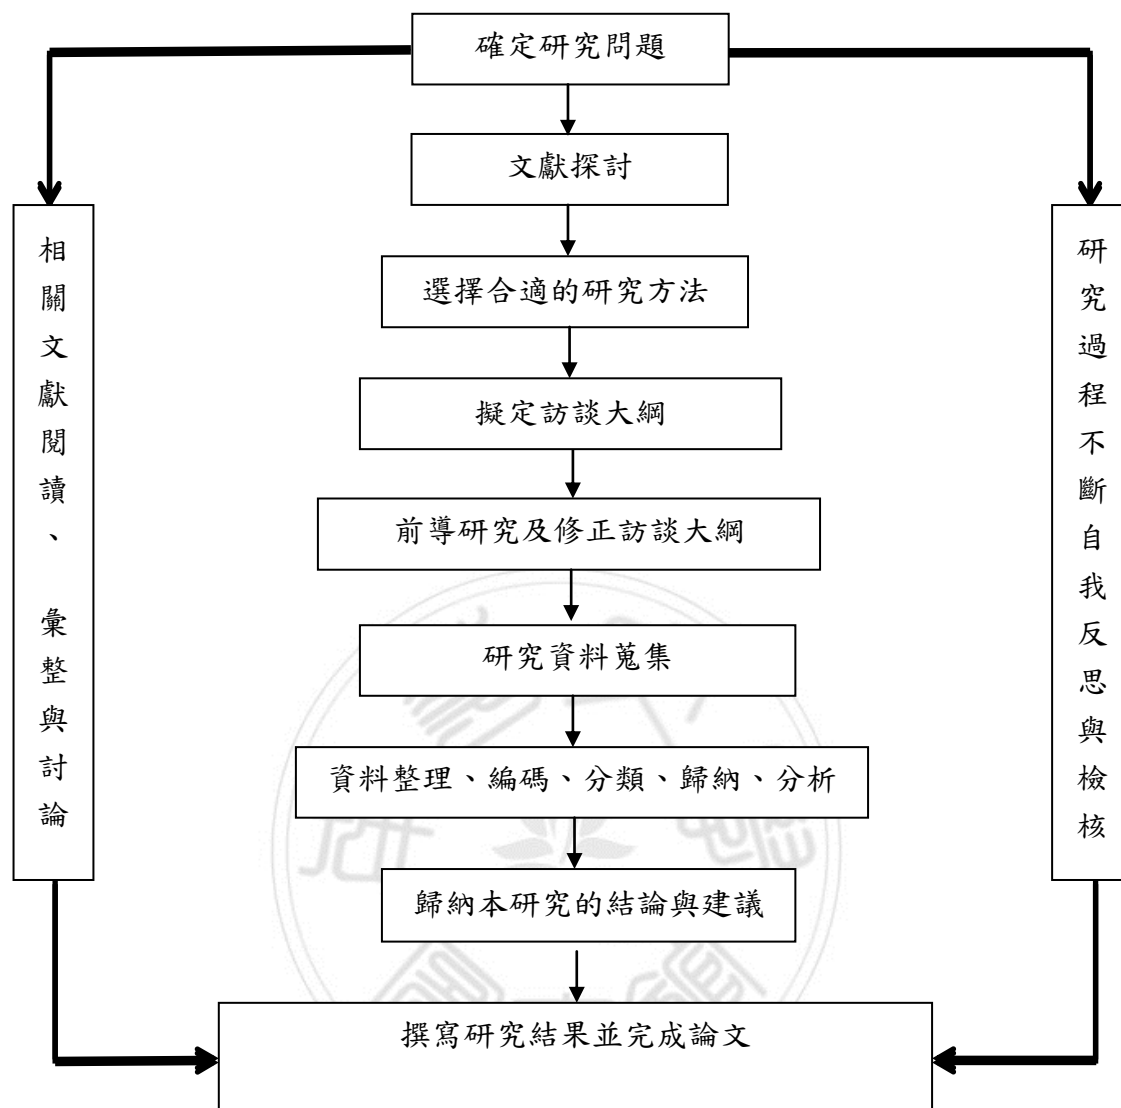 確定研究問題
文獻探討
選擇合適的研究方法
擬定訪談大綱
前導研究及修正訪談大綱
研究資料蒐集
資料整理、編碼、分類、歸納、分析
歸納本研究的結論與建議
撰寫研究結果並完成論文
相關文獻閱讀、彙整與討論
研究過程不斷自我反思與檢核